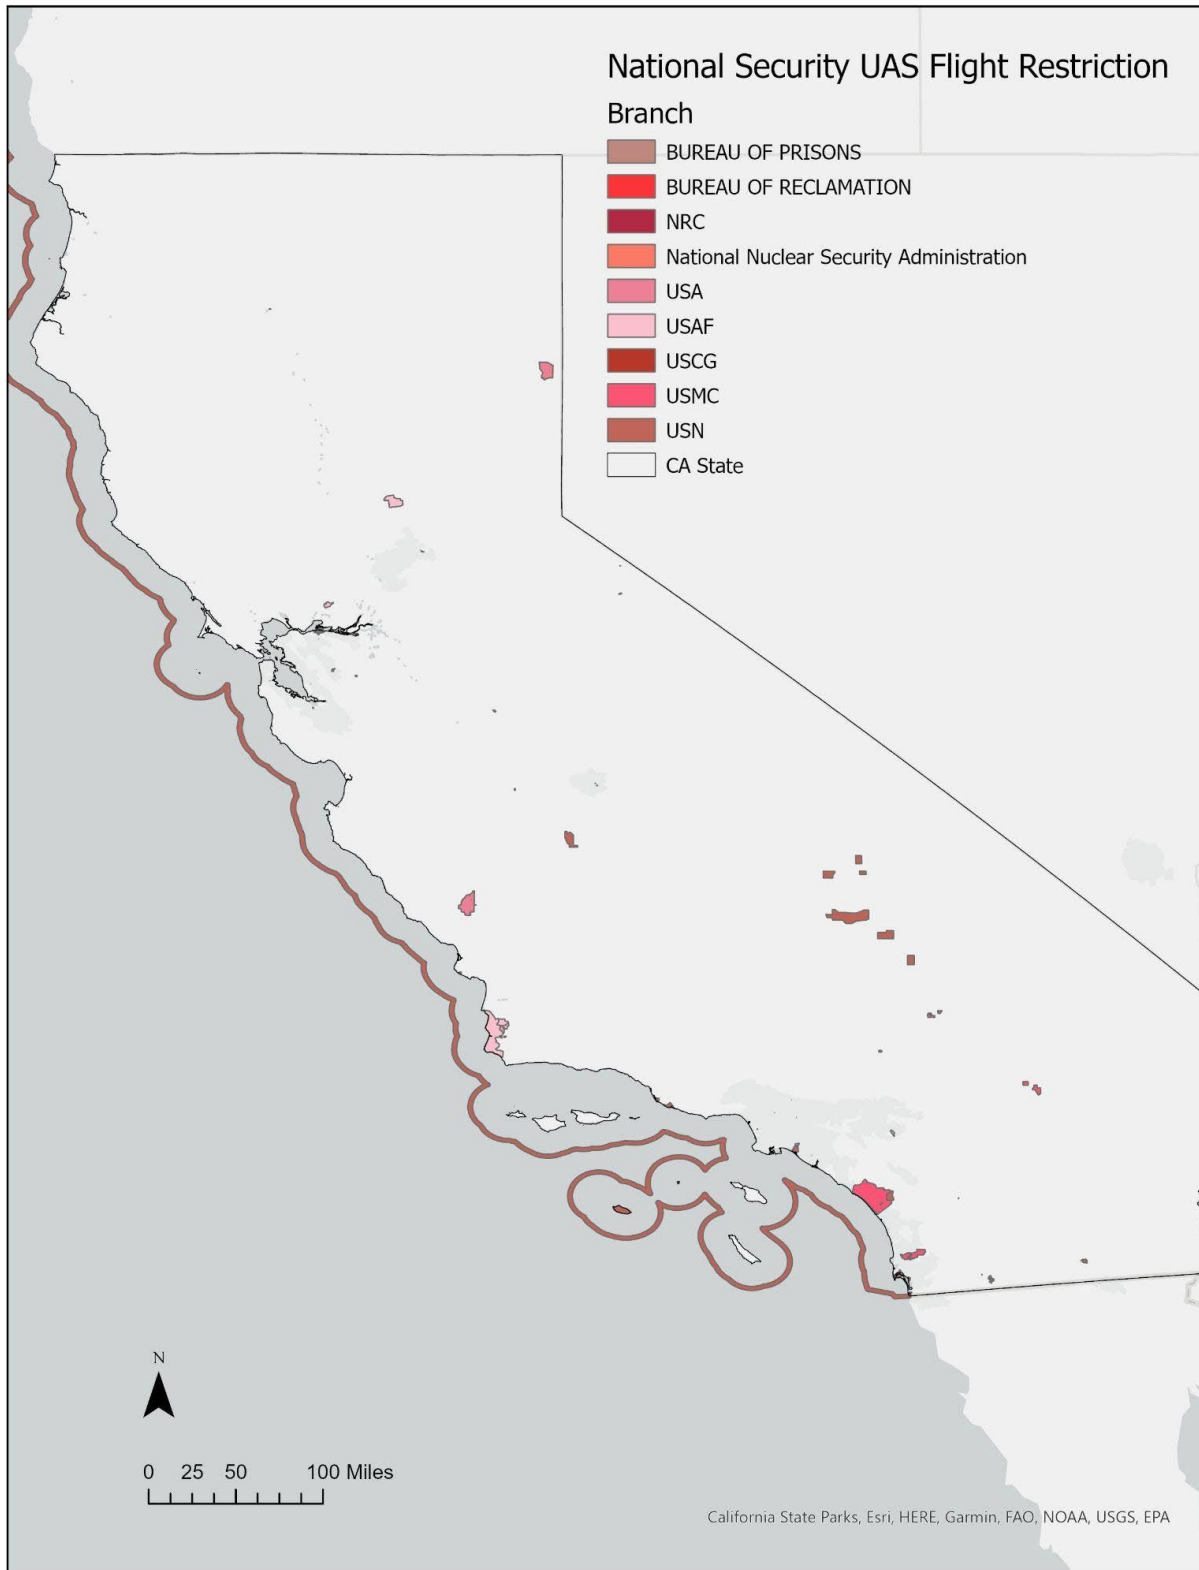 National Security UAS Flight Restriction
Branch
BUREAU OF PRISONS
BUREAU OF RECLAMATION
NRC
National Nuclear Security Administration
USA
USAF
USCG
USMC
USN
CA State
N
0 25 50 100 Miles
California State Parks, Esri, HERE, Garmin, FAO, NOAA, USGS, EPA